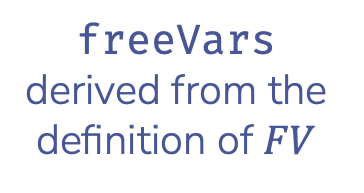 freeVars
derived from the
definition of FV